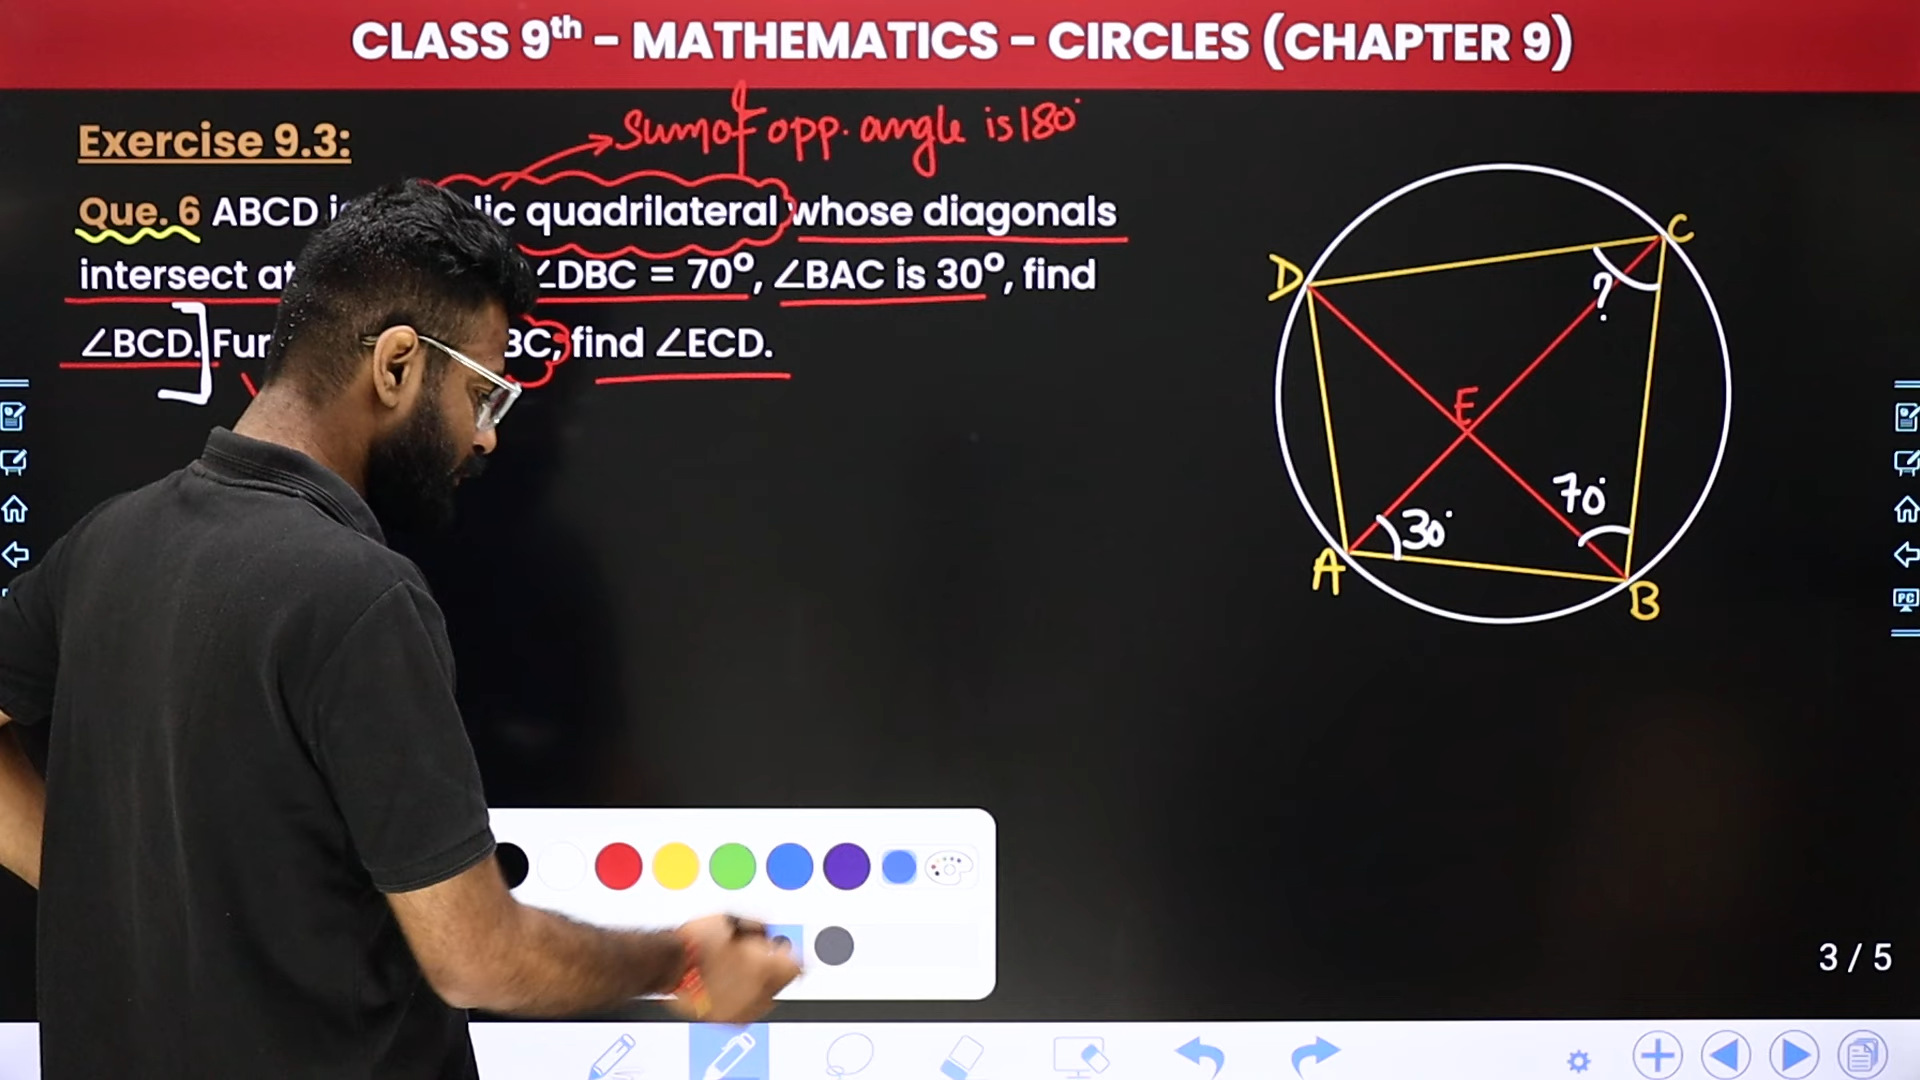 CLASS 9th - MATHEMATICS - CIRCLES (CHAPTER 9)
Exercise 9.3:
Sum of opp. angle is 180°
Que. 6 ABCD i lic quadrilateral whose diagonals
intersect at ∠DBC = 70°, ∠BAC is 30°, find
∠BCD. Fur BC, find ∠ECD.
C
D
?
E
70°
30°
A
B
PC
3 / 5